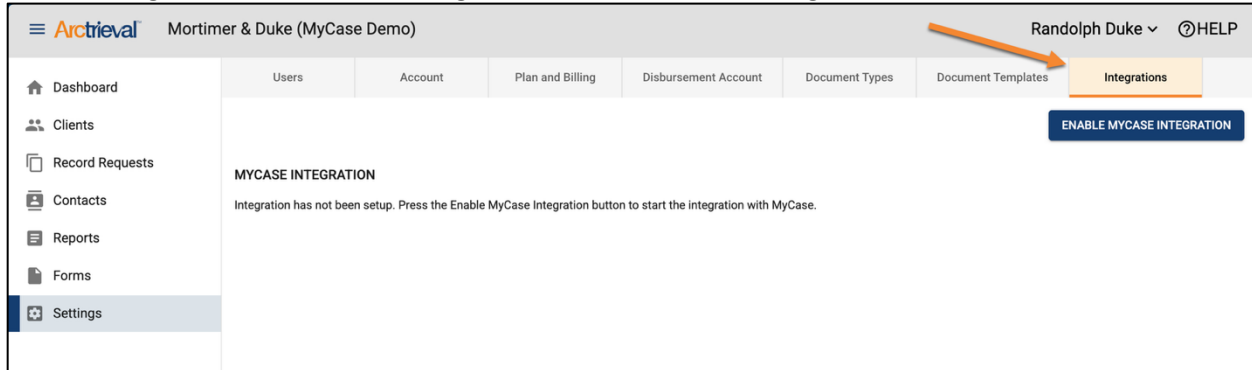 Arctrieval Mortimer & Duke (MyCase Demo) Randolph Duke HELP
Users Account Plan and Billing Disbursement Account Document Types Document Templates Integrations
Dashboard
Clients
Record Requests
Contacts
Reports
Forms
Settings
ENABLE MYCASE INTEGRATION
MYCASE INTEGRATION
Integration has not been setup. Press the Enable MyCase Integration button to start the integration with MyCase.